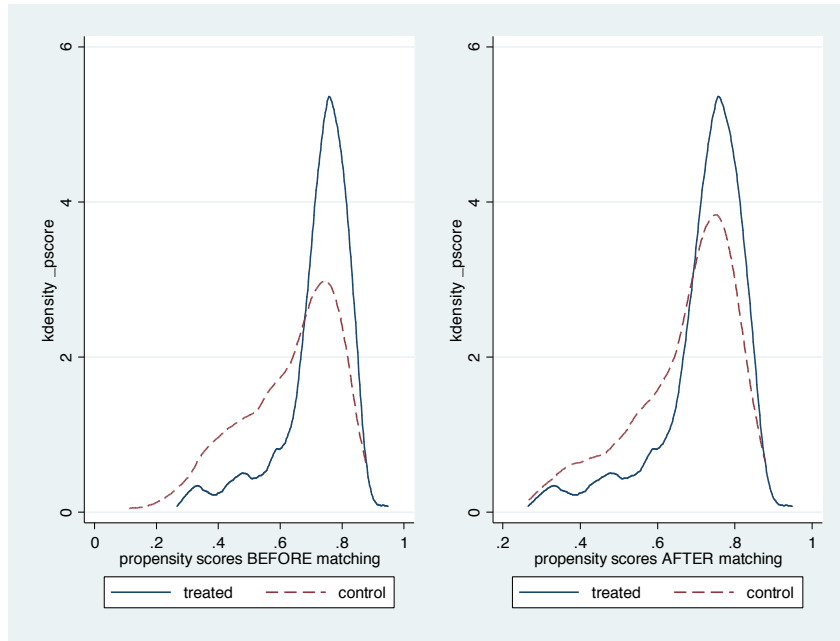 6
4
2
0
kdensity _pscore
0 .2 .4 .6 .8 1
propensity scores BEFORE matching
treated control
6
4
2
0
kdensity _pscore
.2 .4 .6 .8 1
propensity scores AFTER matching
treated control